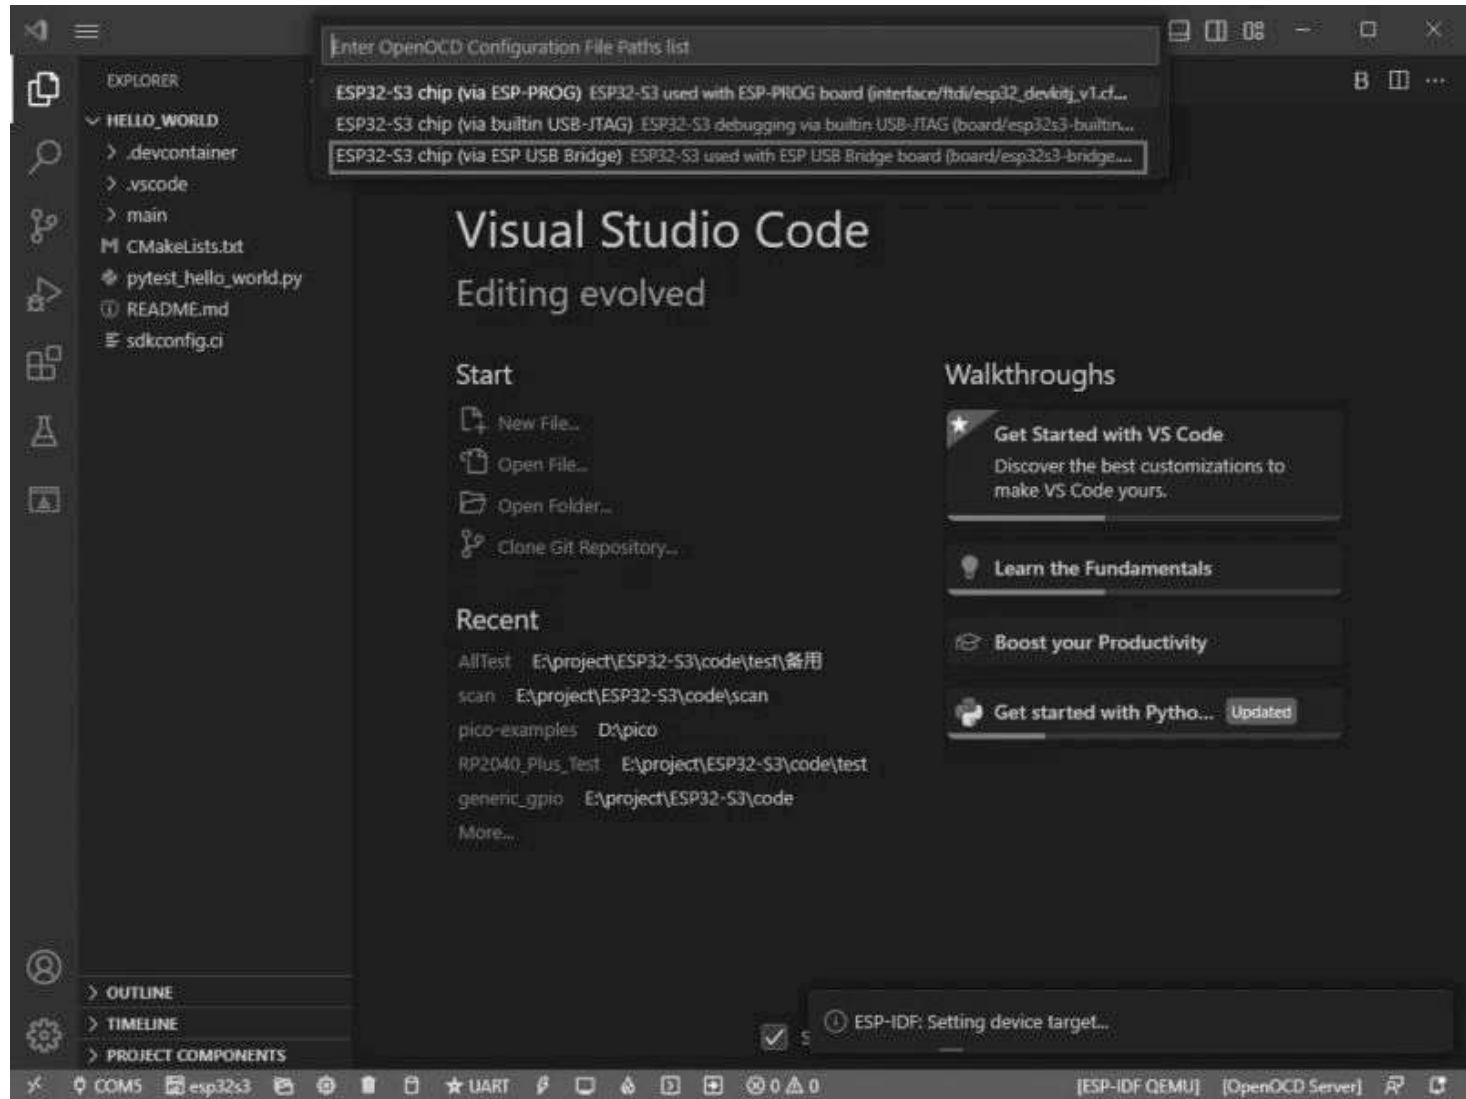 Enter OpenOCD Configuration File Paths list
ESP32-S3 chip (via ESP-PROG) ESP32-S3 used with ESP-PROG board (interface/ftdi/esp32_devkitj_v1.cf...
ESP32-S3 chip (via builtin USB-JTAG) ESP32-S3 debugging via builtin USB-JTAG (board/esp32s3-builtin...
ESP32-S3 chip (via ESP USB Bridge) ESP32-S3 used with ESP USB Bridge board (board/esp32s3-bridge....
EXPLORER
HELLO_WORLD
.devcontainer
.vscode
main
CMakeLists.txt
pytest_hello_world.py
README.md
sdkconfig.ci
OUTLINE
TIMELINE
PROJECT COMPONENTS
Visual Studio Code
Editing evolved
Start
New File...
Open File...
Open Folder...
Clone Git Repository...
Recent
AllTest E:\project\ESP32-S3\code\test\备用
scan E:\project\ESP32-S3\code\scan
pico-examples D:\pico
RP2040_Plus_Test E:\project\ESP32-S3\code\test
generic_gpio E:\project\ESP32-S3\code
More...
Walkthroughs
Get Started with VS Code
Discover the best customizations to
make VS Code yours.
Learn the Fundamentals
Boost your Productivity
Get started with Pytho... Updated
ESP-IDF: Setting device target...
COM5 esp32s3 UART 0 0 [ESP-IDF QEMU] [OpenOCD Server]